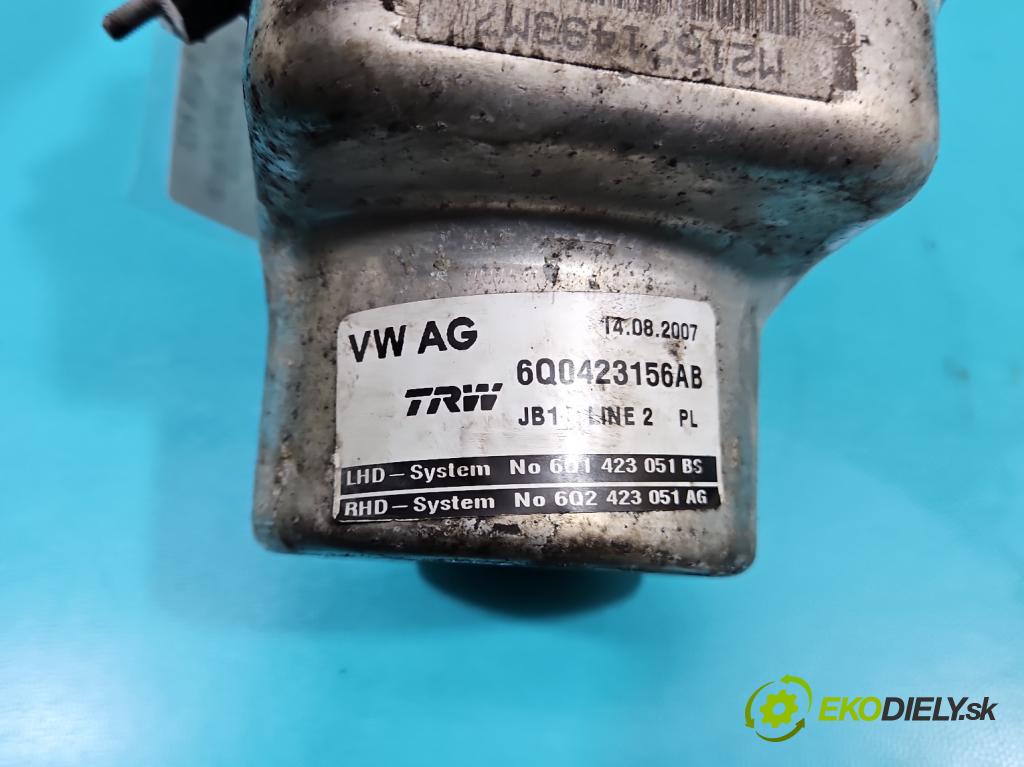 VW AG
14.08.2007
6Q0423156AB
TRW
JB1 LINE 2 PL
LHD – System No 6Q1 423 051 BS
RHD – System No 6Q2 423 051 AG
EKODIELY.sk